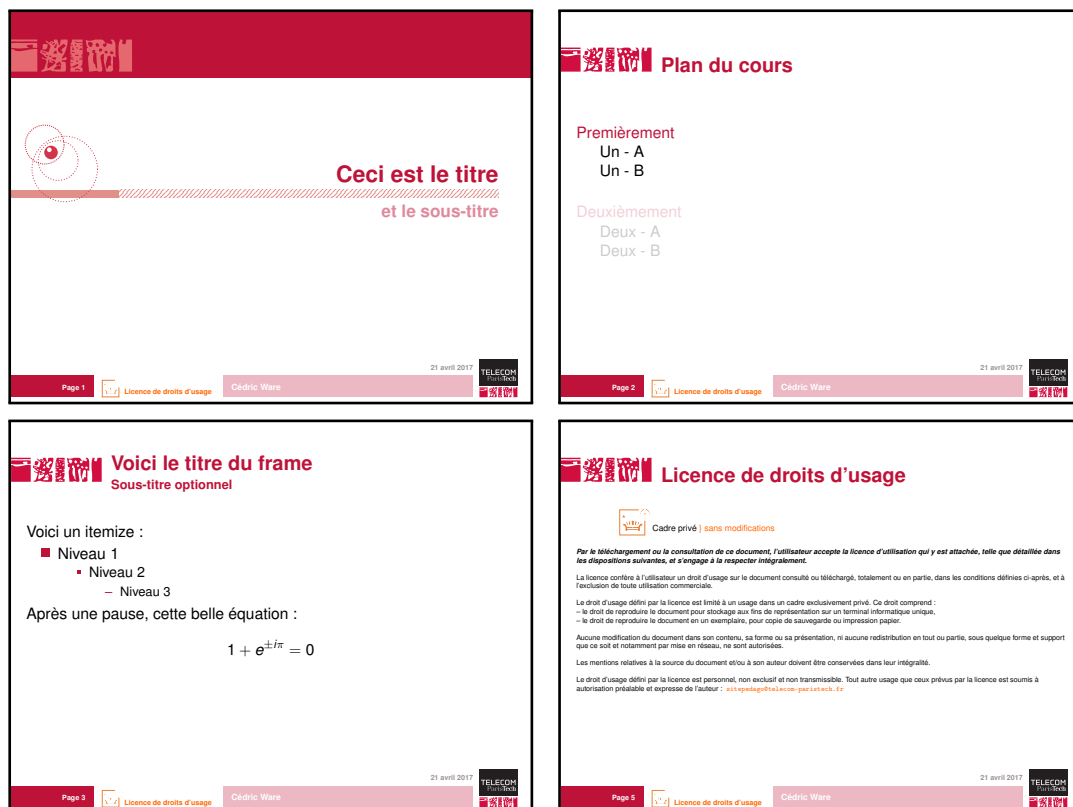 Ceci est le titre
et le sous-titre
21 avril 2017
TELECOM
ParisTech
Page 1
Licence de droits d'usage
Cédric Ware
Plan du cours
Premièrement
Un - A
Un - B
Deuxièmement
Deux - A
Deux - B
21 avril 2017
TELECOM
ParisTech
Page 2
Licence de droits d'usage
Cédric Ware
Voici le titre du frame
Sous-titre optionnel
Voici un itemize :
Niveau 1
Niveau 2
– Niveau 3
Après une pause, cette belle équation :
1 + e^{±iπ} = 0
21 avril 2017
TELECOM
ParisTech
Page 3
Licence de droits d'usage
Cédric Ware
Licence de droits d'usage
Cadre privé } sans modifications
Par le téléchargement ou la consultation de ce document, l'utilisateur accepte la licence d'utilisation qui y est attachée, telle que détaillée dans
les dispositions suivantes, et s'engage à la respecter intégralement.
La licence confère à l'utilisateur un droit d'usage sur le document consulté ou téléchargé, totalement ou en partie, dans les conditions définies ci-après, et à
l'exclusion de toute utilisation commerciale.
Le droit d'usage défini par la licence est limité à un usage dans un cadre exclusivement privé. Ce droit comprend :
– le droit de reproduire le document pour stockage aux fins de représentation sur un terminal informatique unique,
– le droit de reproduire le document en un exemplaire, pour copie de sauvegarde ou impression papier.
Aucune modification du document dans son contenu, sa forme ou sa présentation, ni aucune redistribution en tout ou partie, sous quelque forme et support
que ce soit et notamment par mise en réseau, ne sont autorisées.
Les mentions relatives à la source du document et/ou à son auteur doivent être conservées dans leur intégralité.
Le droit d'usage défini par la licence est personnel, non exclusif et non transmissible. Tout autre usage que ceux prévus par la licence est soumis à
autorisation préalable et expresse de l'auteur : sitepedago@telecom-paristech.fr
21 avril 2017
TELECOM
ParisTech
Page 5
Licence de droits d'usage
Cédric Ware